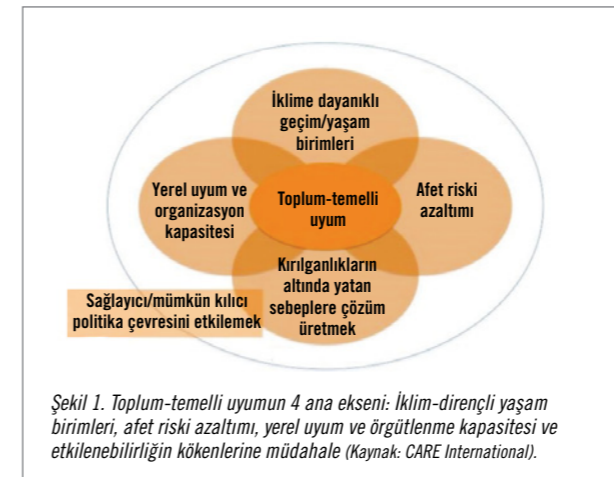 İklime dayanıklı
geçim/yaşam
birimleri
Yerel uyum ve
organizasyon
kapasitesi
Toplum-temelli
uyum
Afet riski
azaltımı
Kırılganlıkların
altında yatan
sebeplere çözüm
üretmek
Sağlayıcı/mümkün kılıcı
politika çevresini etkilemek
Şekil 1. Toplum-temelli uyumun 4 ana ekseni: İklim-dirençli yaşam
birimleri, afet riski azaltımı, yerel uyum ve örgütlenme kapasitesi ve
etkilenebilirliğin kökenlerine müdahale (Kaynak: CARE International).